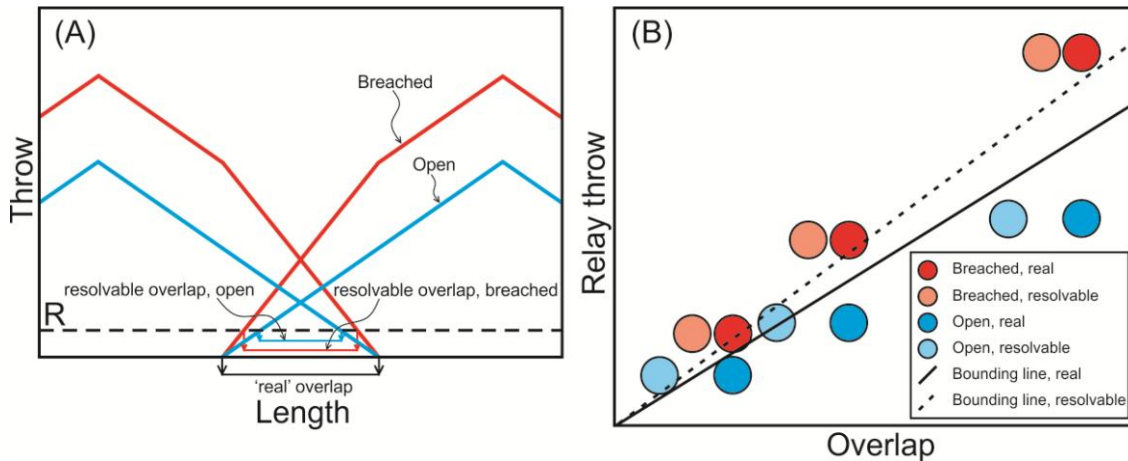 (A)
Breached
Open
Throw
resolvable overlap, open
resolvable overlap, breached
R
'real' overlap
Length
(B)
Relay throw
Breached, real
Breached, resolvable
Open, real
Open, resolvable
Bounding line, real
Bounding line, resolvable
Overlap